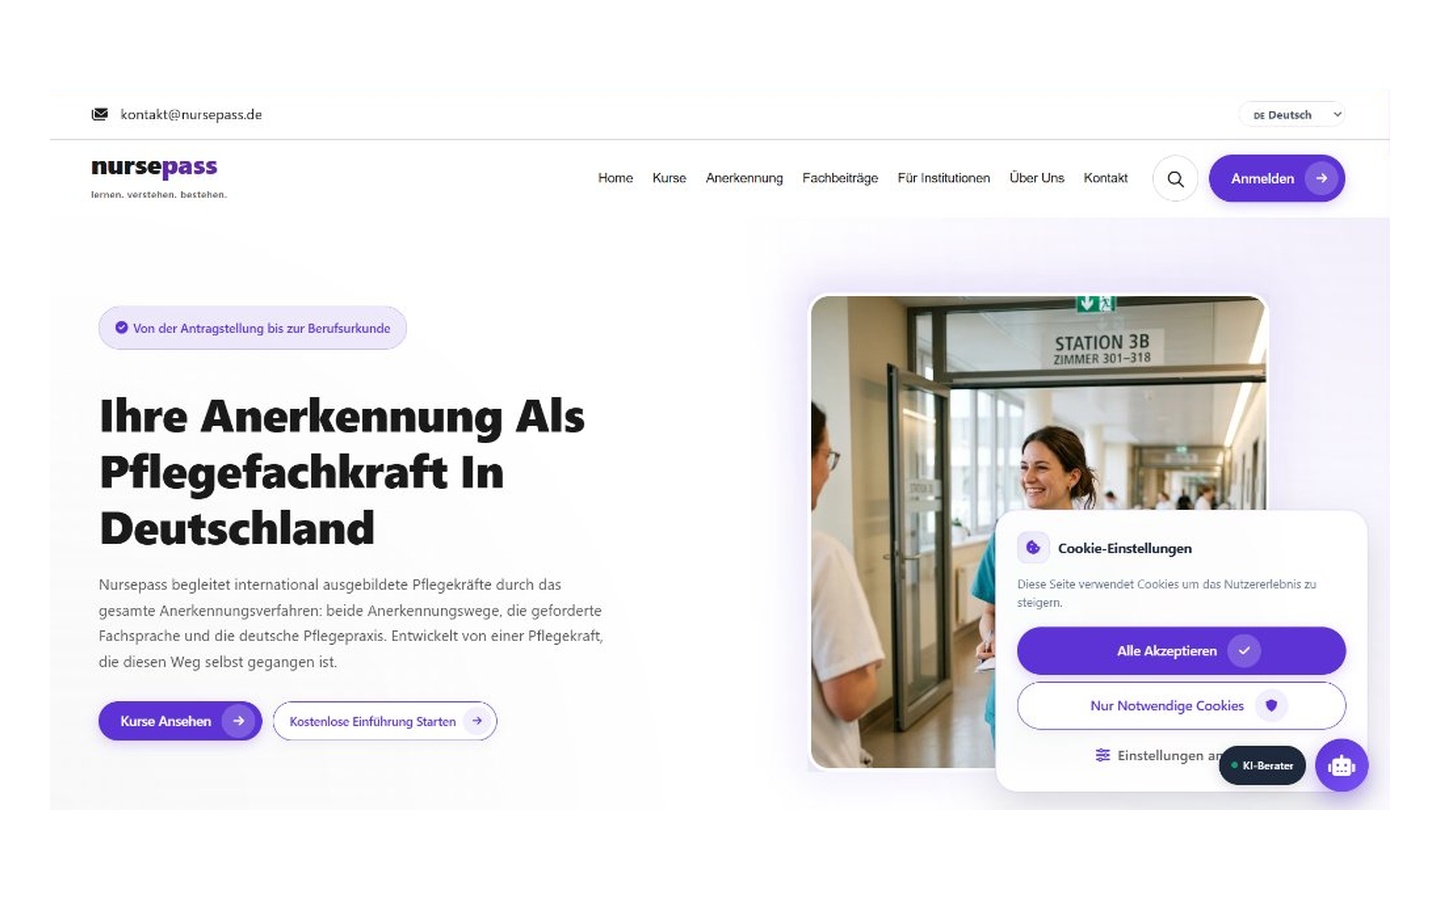 kontakt@nursepass.de
DE Deutsch
nursepass
lernen. verstehen. bestehen.
Home Kurse Anerkennung Fachbeiträge Für Institutionen Über Uns Kontakt
Anmelden
Von der Antragstellung bis zur Berufsurkunde
Ihre Anerkennung Als
Pflegefachkraft In
Deutschland
Nursepass begleitet international ausgebildete Pflegekräfte durch das
gesamte Anerkennungsverfahren: beide Anerkennungswege, die geforderte
Fachsprache und die deutsche Pflegepraxis. Entwickelt von einer Pflegekraft,
die diesen Weg selbst gegangen ist.
Kurse Ansehen
Kostenlose Einführung Starten
STATION 3B
ZIMMER 301–318
Cookie-Einstellungen
Diese Seite verwendet Cookies um das Nutzererlebnis zu
steigern.
Alle Akzeptieren
Nur Notwendige Cookies
Einstellungen
KI-Berater